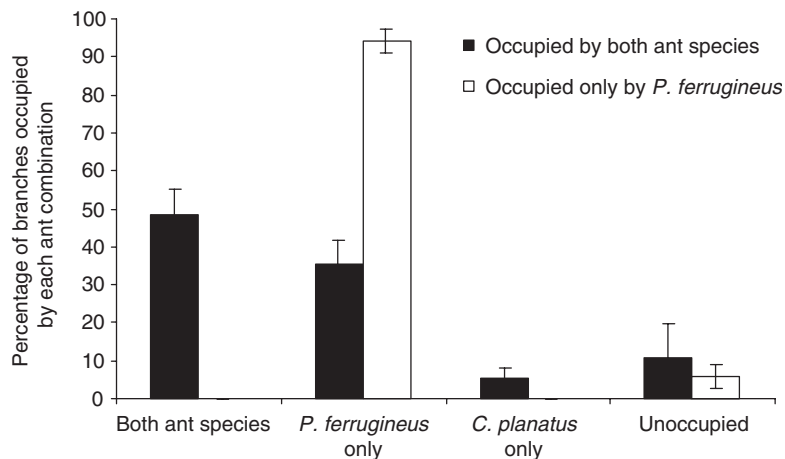 Percentage of branches occupied
by each ant combination
100
90
80
70
60
50
40
30
20
10
0
Occupied by both ant species
Occupied only by P. ferrugineus
Both ant species
P. ferrugineus
only
C. planatus
only
Unoccupied